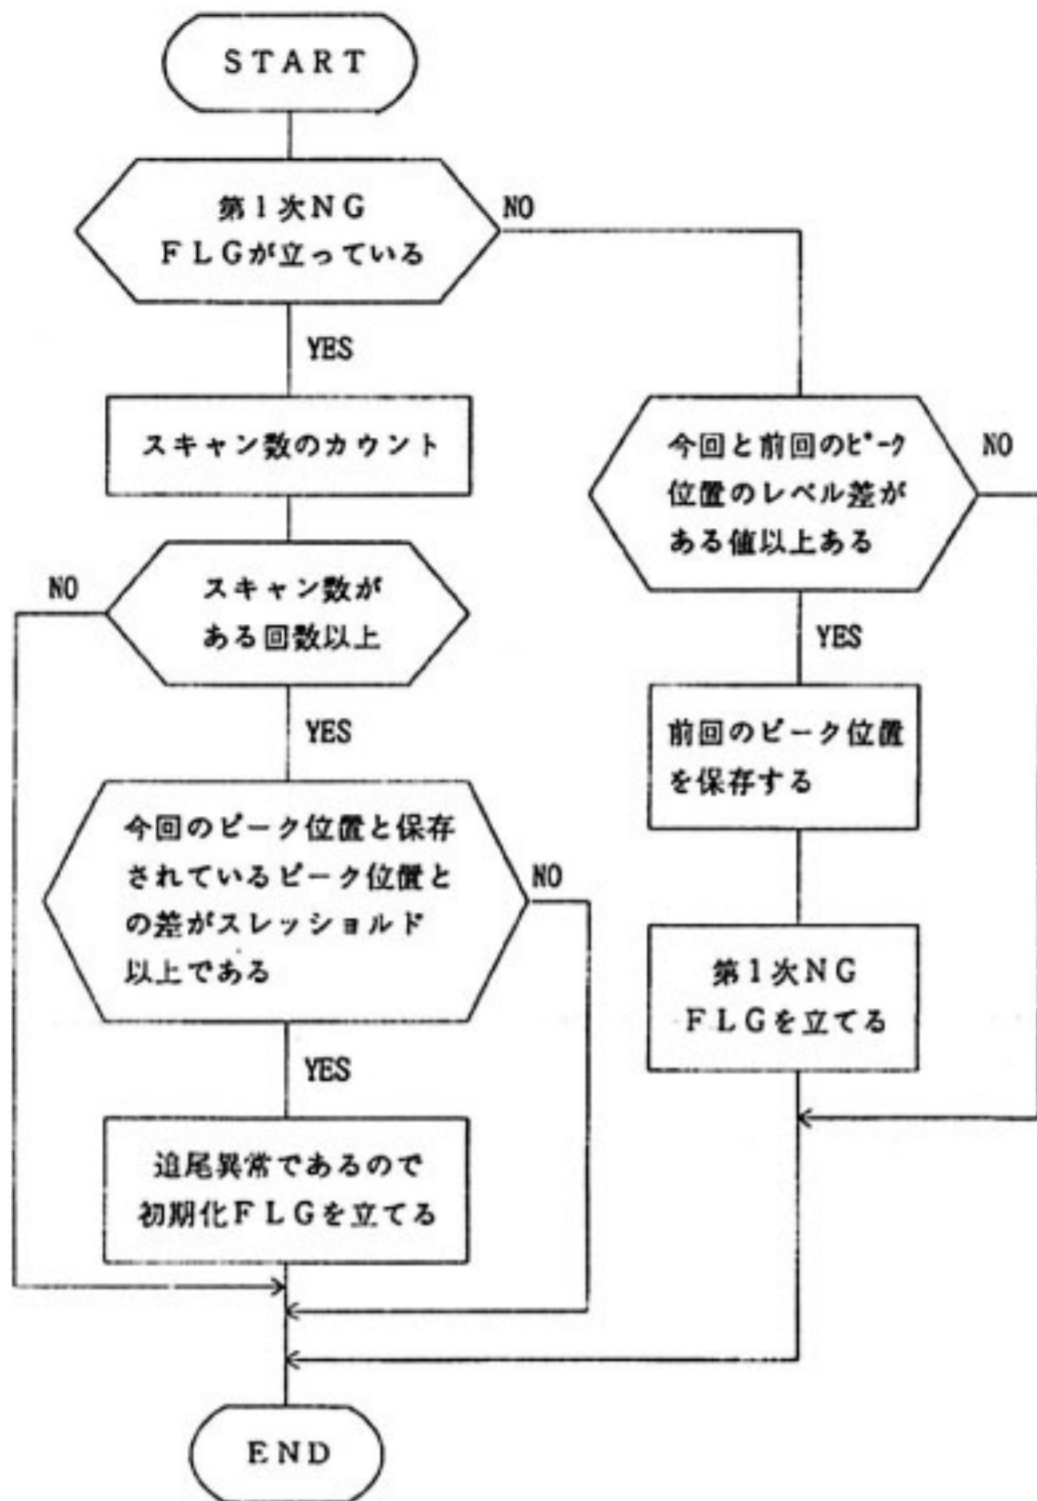 START
第1次NG
FLGが立っている
NO
YES
スキャン数のカウント
今回と前回のピーク
位置のレベル差が
ある値以上ある
NO
スキャン数が
ある回数以上
NO
YES
YES
前回のピーク位置
を保存する
今回のピーク位置と保存
されているピーク位置と
の差がスレッショルド
以上である
NO
第1次NG
FLGを立てる
YES
追尾異常であるので
初期化FLGを立てる
END